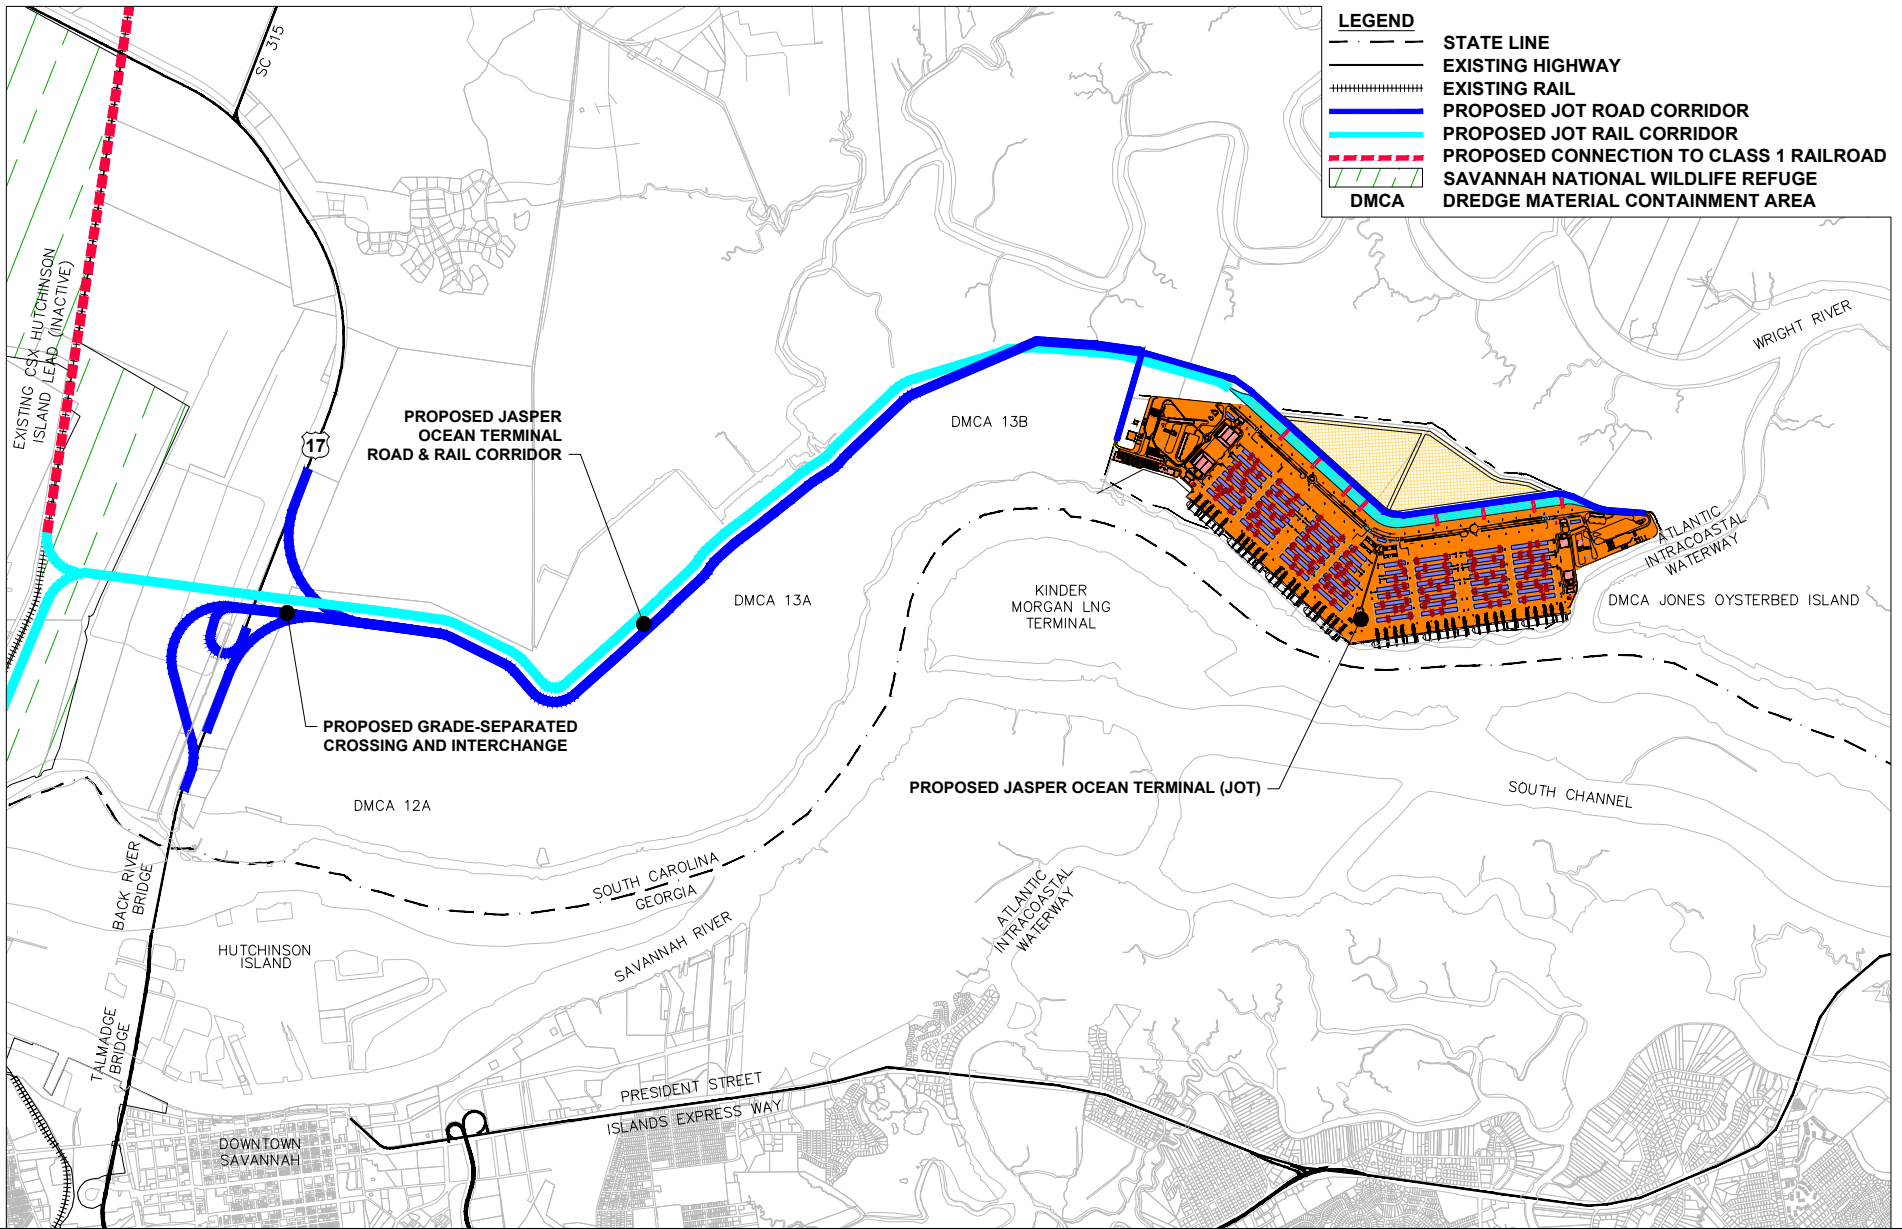 LEGEND
STATE LINE
EXISTING HIGHWAY
EXISTING RAIL
PROPOSED JOT ROAD CORRIDOR
PROPOSED JOT RAIL CORRIDOR
PROPOSED CONNECTION TO CLASS 1 RAILROAD
SAVANNAH NATIONAL WILDLIFE REFUGE
DMCA DREDGE MATERIAL CONTAINMENT AREA
SC 315
EXISTING CSX HUTCHINSON
ISLAND LEAD (INACTIVE)
17
WRIGHT RIVER
PROPOSED JASPER
OCEAN TERMINAL
ROAD & RAIL CORRIDOR
DMCA 13B
ATLANTIC
INTRACOASTAL
WATERWAY
DMCA 13A
KINDER
MORGAN LNG
TERMINAL
DMCA JONES OYSTERBED ISLAND
PROPOSED GRADE-SEPARATED
CROSSING AND INTERCHANGE
PROPOSED JASPER OCEAN TERMINAL (JOT)
SOUTH CHANNEL
DMCA 12A
SOUTH CAROLINA
GEORGIA
BACK RIVER
BRIDGE
ATLANTIC
INTRACOASTAL
WATERWAY
SAVANNAH RIVER
HUTCHINSON
ISLAND
TALMADGE
BRIDGE
PRESIDENT STREET
ISLANDS EXPRESS WAY
DOWNTOWN
SAVANNAH